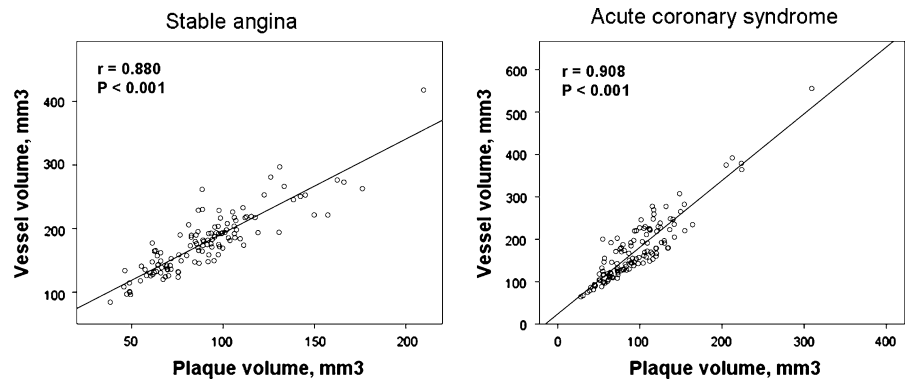 Stable angina
r = 0.880
P < 0.001
Vessel volume, mm3
400
300
200
100
50
100
150
200
Plaque volume, mm3
Acute coronary syndrome
r = 0.908
P < 0.001
Vessel volume, mm3
600
500
400
300
200
100
0
0
100
200
300
400
Plaque volume, mm3